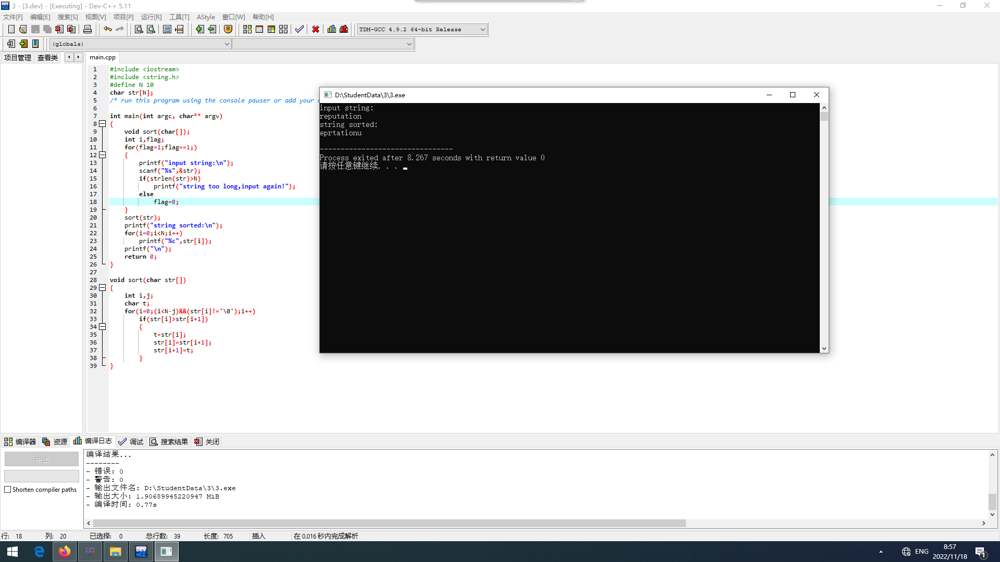 3 - [3.dev] - [Executing] - Dev-C++ 5.11
文件[F] 编辑[E] 搜索[S] 视图[V] 项目[P] 运行[R] 工具[T] AStyle 窗口[W] 帮助[H]
TDM-GCC 4.9.2 64-bit Release
(globals)
项目管理 查看类 main.cpp
1 #include <iostream>
2 #include <string.h>
3 #define N 10
4 char str[N];
5 /* run this program using the console pauser or add your
6
7 int main(int argc, char** argv)
8 {
9 void sort(char[]);
10 int i,flag;
11 for(flag=1;flag==1;)
12 {
13 printf("input string:\n");
14 scanf("%s",&str);
15 if(strlen(str)>N)
16 printf("string too long,input again!");
17 else
18 flag=0;
19 }
20 sort(str);
21 printf("string sorted:\n");
22 for(i=0;i<N;i++)
23 printf("%c",str[i]);
24 printf("\n");
25 return 0;
26 }
27
28 void sort(char str[])
29 {
30 int i,j;
31 char t;
32 for(i=0;(i<N-j)&&(str[i]!='\0');i++)
33 if(str[i]>str[i+1])
34 {
35 t=str[i];
36 str[i]=str[i+1];
37 str[i+1]=t;
38 }
39 }
D:\StudentData\3\3.exe
input string:
reputation
string sorted:
eprtationu
--------------------------------
Process exited after 8.267 seconds with return value 0
请按任意键继续. . .
编译器 资源 编译日志 调试 搜索结果 关闭
中止
Shorten compiler paths
编译结果...
--------
- 错误: 0
- 警告: 0
- 输出文件名: D:\StudentData\3\3.exe
- 输出大小: 1.90689945220947 MiB
- 编译时间: 0.77s
行: 18 列: 20 已选择: 0 总行数: 39 长度: 705 插入 在 0.016 秒内完成解析
DEV
ENG
8:57
2022/11/18
1